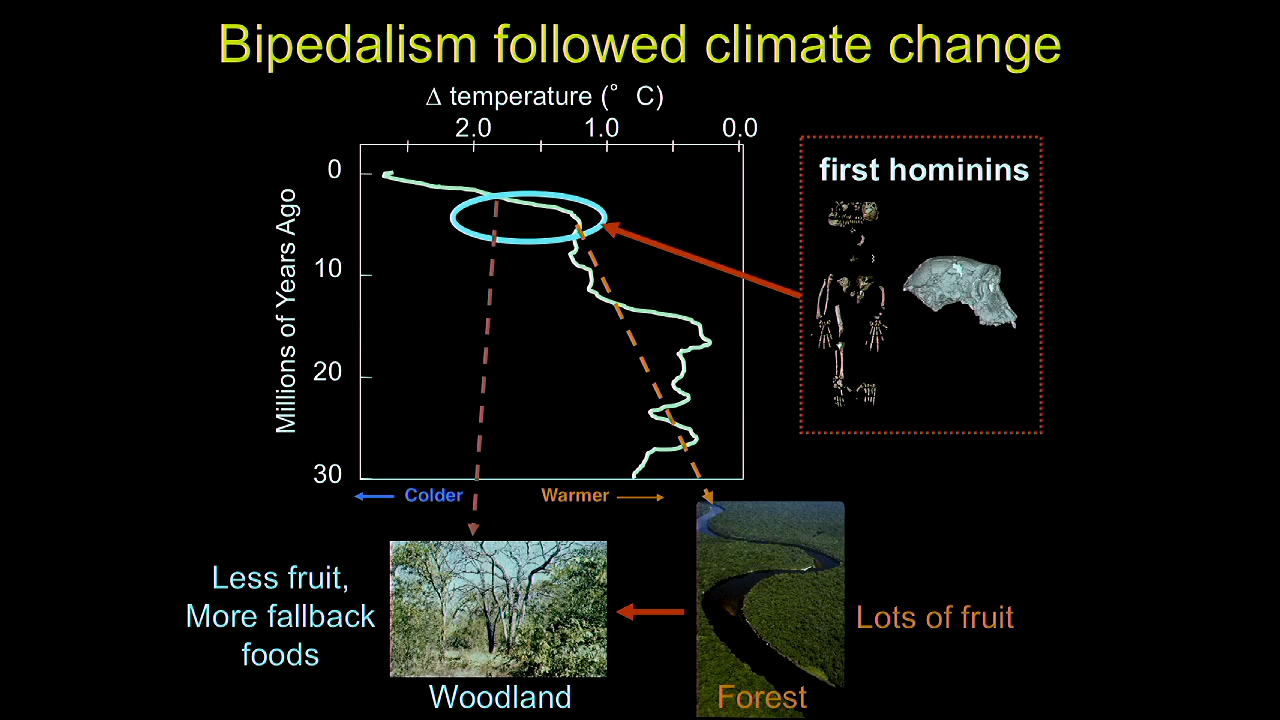 Bipedalism followed climate change
Δ temperature (° C)
2.0 1.0 0.0
first hominins
0
10
20
30
Millions of Years Ago
Colder
Warmer
Less fruit,
More fallback
foods
Lots of fruit
Woodland
Forest